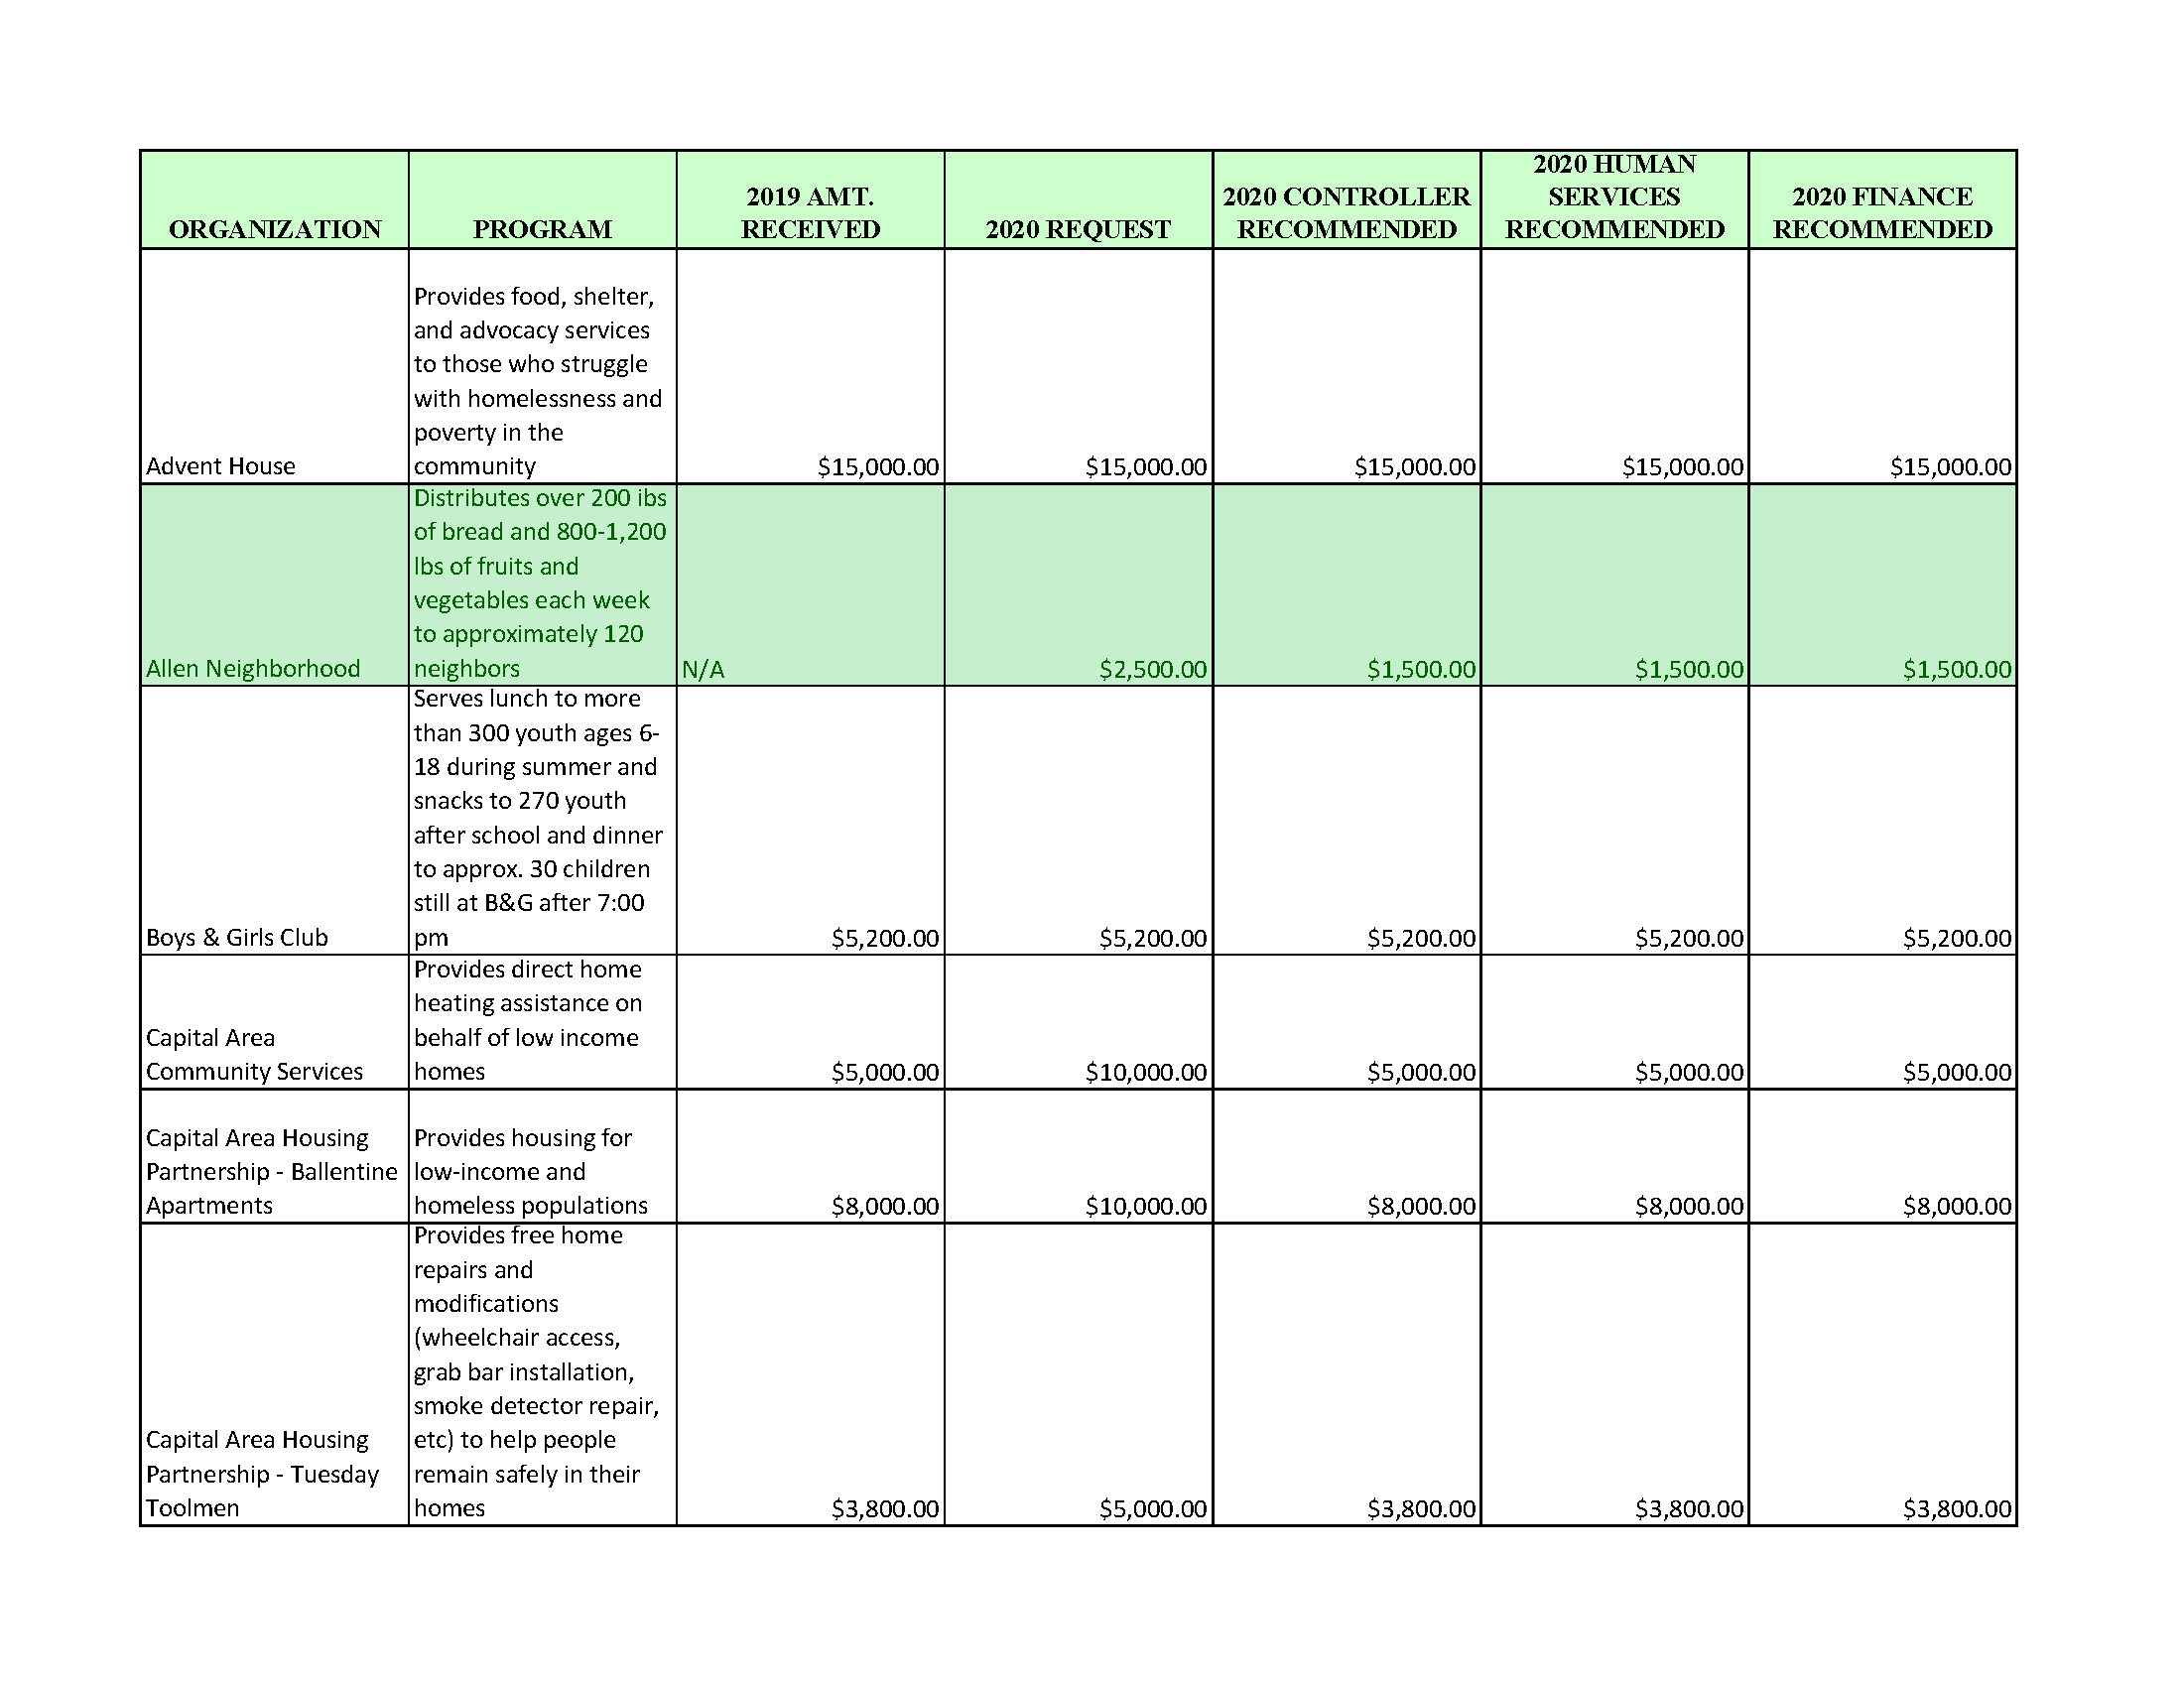 ORGANIZATION
PROGRAM
2019 AMT.
RECEIVED
2020 REQUEST
2020 CONTROLLER
RECOMMENDED
2020 HUMAN
SERVICES
RECOMMENDED
2020 FINANCE
RECOMMENDED
Advent House
Provides food, shelter,
and advocacy services
to those who struggle
with homelessness and
poverty in the
community
$15,000.00
$15,000.00
$15,000.00
$15,000.00
$15,000.00
Allen Neighborhood
Distributes over 200 ibs
of bread and 800-1,200
lbs of fruits and
vegetables each week
to approximately 120
neighbors
N/A
$2,500.00
$1,500.00
$1,500.00
$1,500.00
Boys & Girls Club
Serves lunch to more
than 300 youth ages 6-
18 during summer and
snacks to 270 youth
after school and dinner
to approx. 30 children
still at B&G after 7:00
pm
$5,200.00
$5,200.00
$5,200.00
$5,200.00
$5,200.00
Capital Area
Community Services
Provides direct home
heating assistance on
behalf of low income
homes
$5,000.00
$10,000.00
$5,000.00
$5,000.00
$5,000.00
Capital Area Housing
Partnership - Ballentine
Apartments
Provides housing for
low-income and
homeless populations
$8,000.00
$10,000.00
$8,000.00
$8,000.00
$8,000.00
Capital Area Housing
Partnership - Tuesday
Toolmen
Provides free home
repairs and
modifications
(wheelchair access,
grab bar installation,
smoke detector repair,
etc) to help people
remain safely in their
homes
$3,800.00
$5,000.00
$3,800.00
$3,800.00
$3,800.00